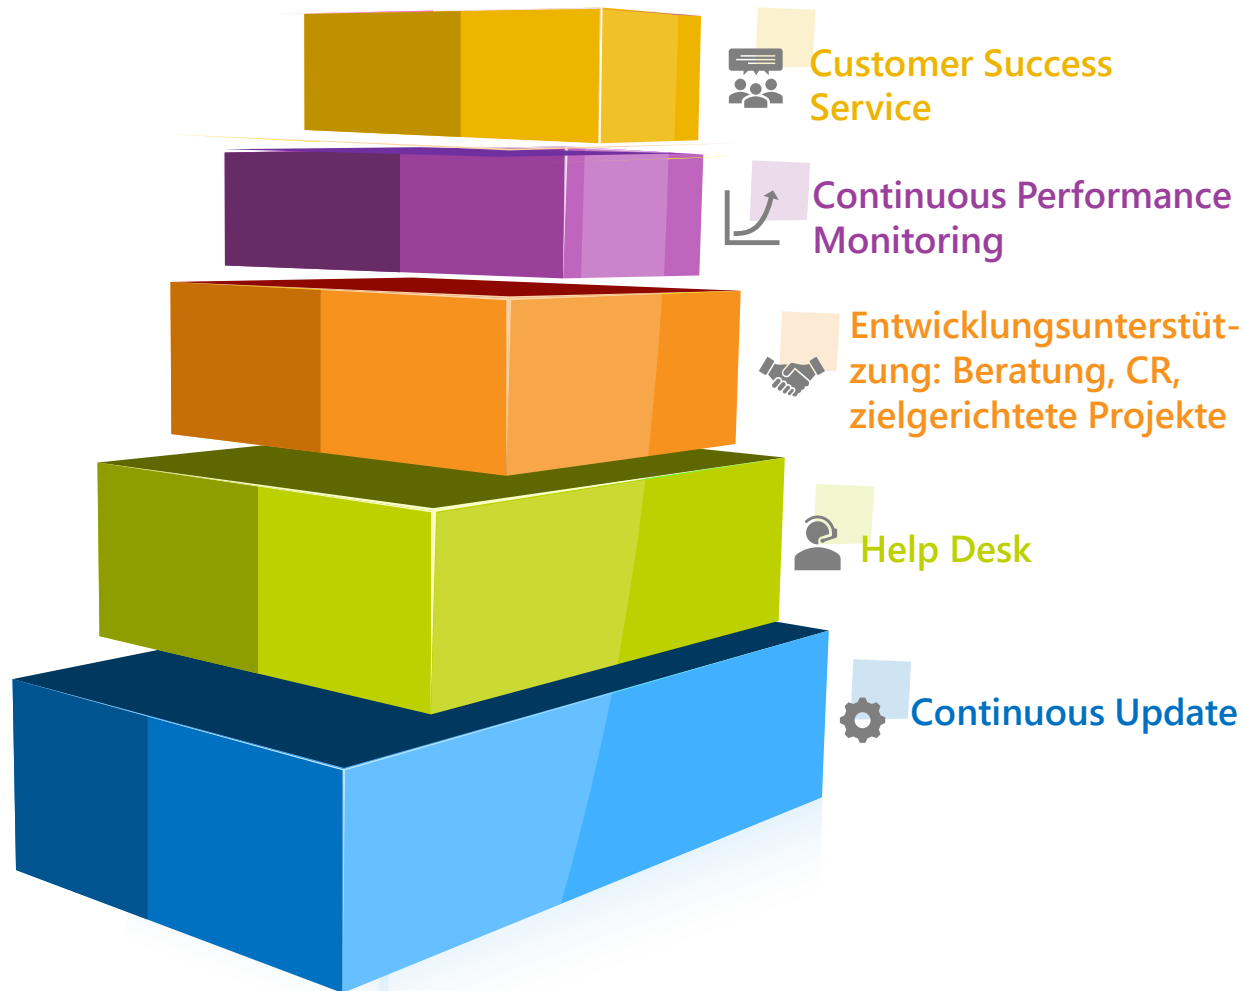 Customer Success
Service
Continuous Performance
Monitoring
Entwicklungsunterstüt-
zung: Beratung, CR,
zielgerichtete Projekte
Help Desk
Continuous Update